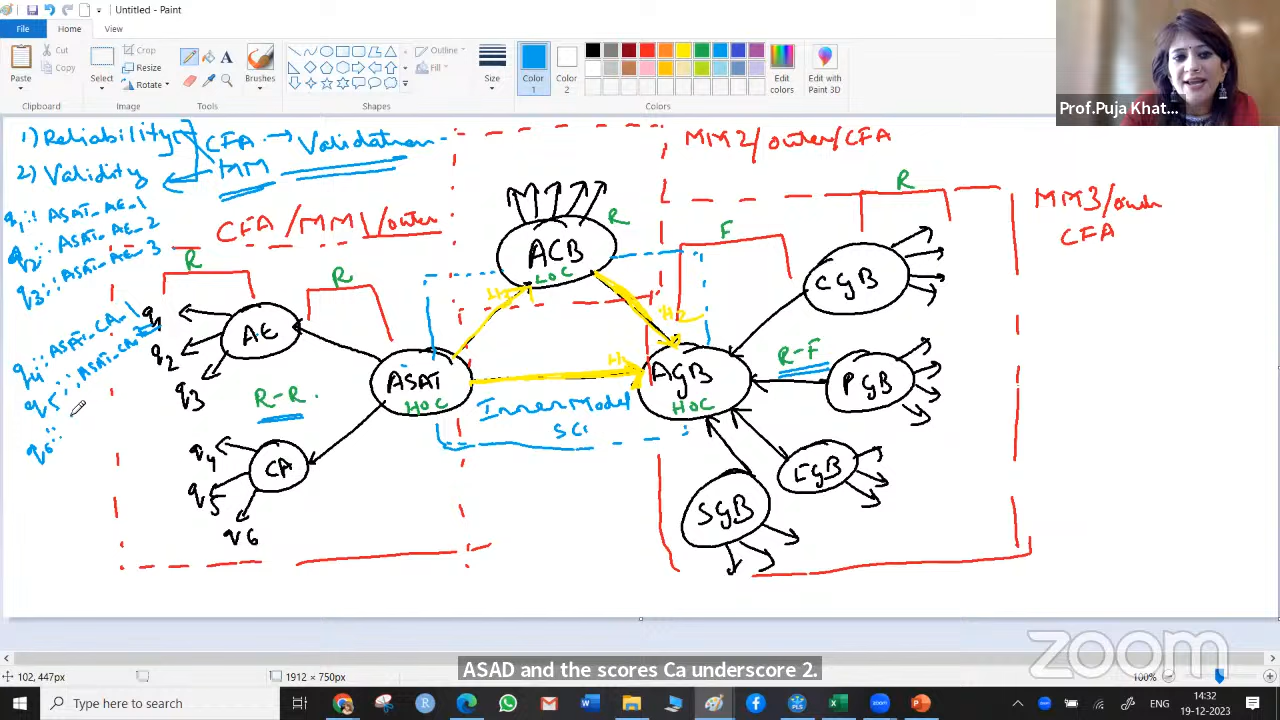 Untitled - Paint
File
Home
View
Paste
Cut
Copy
Clipboard
Select
Crop
Resize
Rotate
Image
Tools
Brushes
Shapes
Outline
Fill
Size
Color 1
Color 2
Colors
Edit colors
Edit with Paint 3D
Prof.Puja Khat...
1) Reliability
2) Validity
CFA → Validation
MM
q1:: ASAT_AE_1
q2:: ASAT_AE_2
q3:: ASAT_AE_3
q4:: ASAT_CA_1
q5:: ASAT_CA_2
q6::
CFA/MM1/outer
MM2/outer/CFA
MM3/outer
CFA
R
R
R
F
R
ACB
LOC
AE
q1
q2
q3
R-R.
CA
q4
q5
q6
ASAT
HOC
H2
H1
Inner Model
AGB
HOC
R-F
CGB
PGB
EGB
SGB
ASAD and the scores Ca underscore 2.
zoom
102, 447px
1912 × 750px
100%
Type here to search
ENG
14:32
19-12-2023